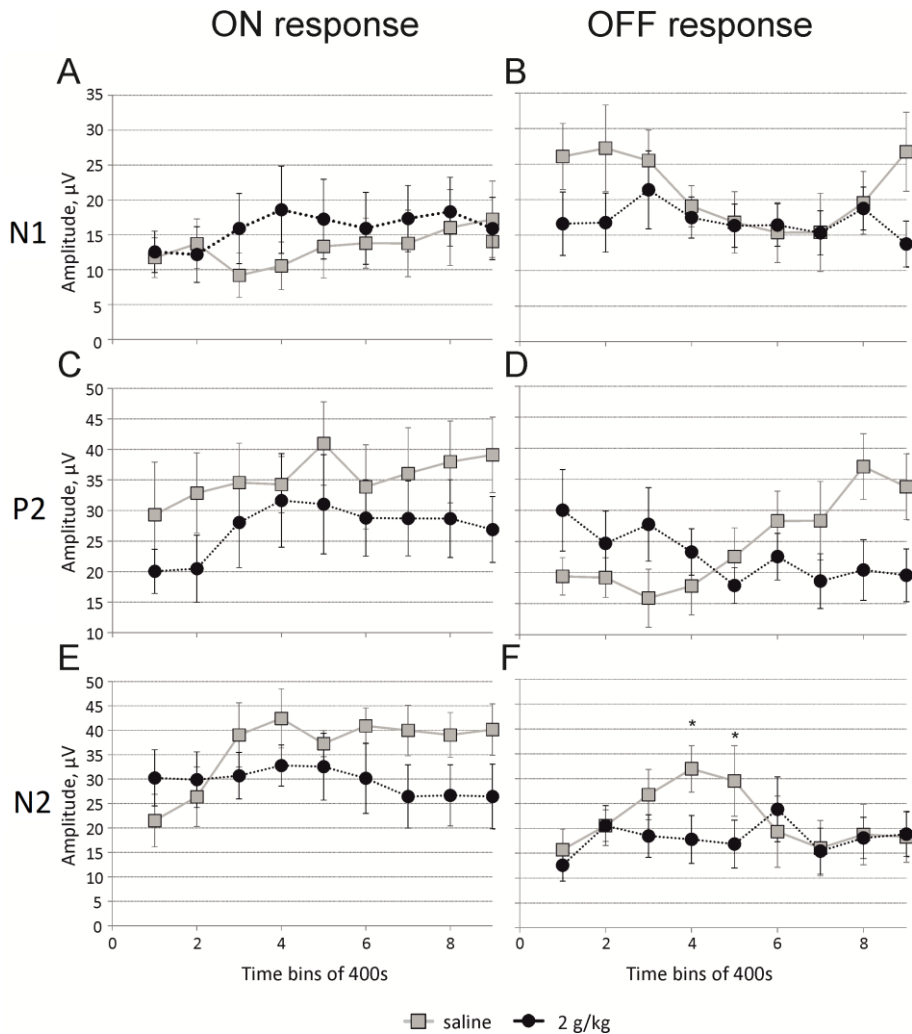 ON response OFF response
A B
35
30
25
20
15
10
5
0
Amplitude, µV
N1
C D
50
45
40
35
30
25
20
15
10
Amplitude, µV
P2
E F
50
45
40
35
30
25
20
15
10
5
0
Amplitude, µV
N2
* *
0 2 4 6 8 0 2 4 6 8
Time bins of 400s Time bins of 400s
saline 2 g/kg